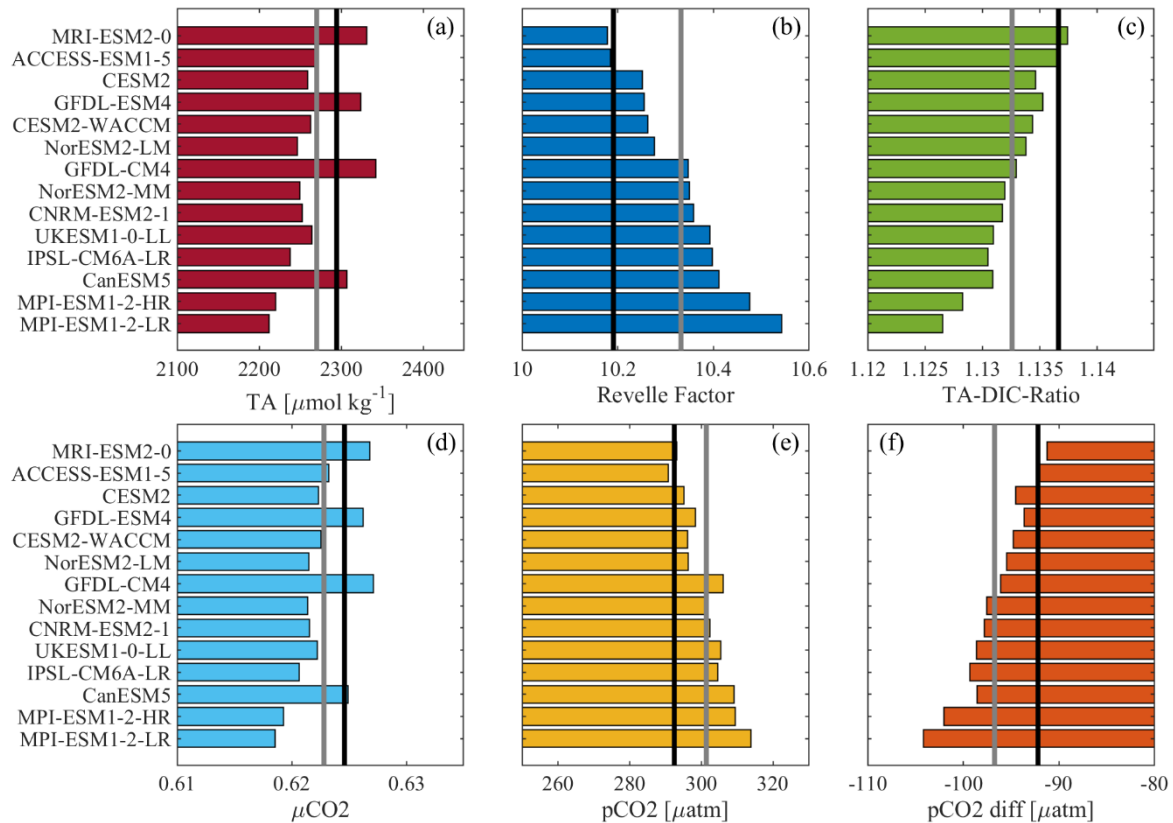 (a)
(b)
(c)
MRI-ESM2-0
ACCESS-ESM1-5
CESM2
GFDL-ESM4
CESM2-WACCM
NorESM2-LM
GFDL-CM4
NorESM2-MM
CNRM-ESM2-1
UKESM1-0-LL
IPSL-CM6A-LR
CanESM5
MPI-ESM1-2-HR
MPI-ESM1-2-LR
2100 2200 2300 2400
10 10.2 10.4 10.6
1.12 1.125 1.13 1.135 1.14
TA [μmol kg⁻¹]
Revelle Factor
TA-DIC-Ratio
(d)
(e)
(f)
MRI-ESM2-0
ACCESS-ESM1-5
CESM2
GFDL-ESM4
CESM2-WACCM
NorESM2-LM
GFDL-CM4
NorESM2-MM
CNRM-ESM2-1
UKESM1-0-LL
IPSL-CM6A-LR
CanESM5
MPI-ESM1-2-HR
MPI-ESM1-2-LR
0.61 0.62 0.63
260 280 300 320
-110 -100 -90 -80
μCO2
pCO2 [μatm]
pCO2 diff [μatm]